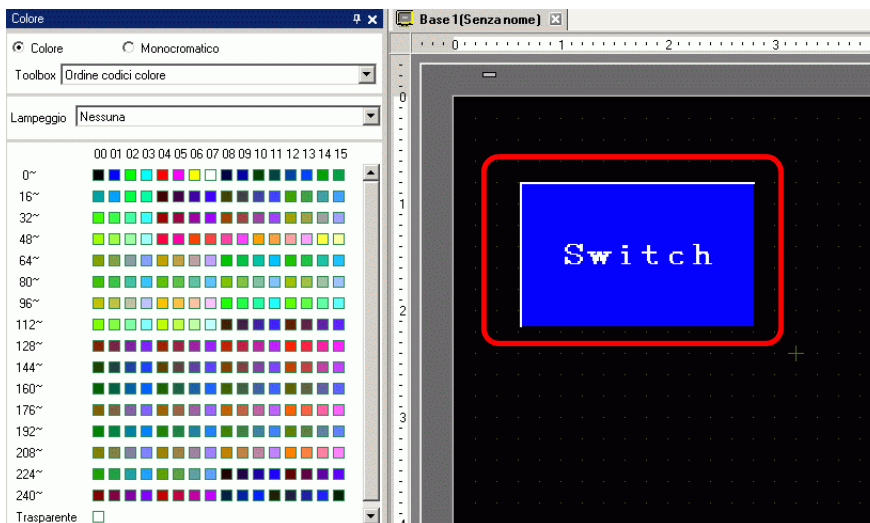 Colore
Colore Monocromatico
Toolbox Ordine codici colore
Lampeggio Nessuna
00 01 02 03 04 05 06 07 08 09 10 11 12 13 14 15
0~
16~
32~
48~
64~
80~
96~
112~
128~
144~
160~
176~
192~
208~
224~
240~
Trasparente
Base 1(Senza nome)
0 1 2 3
0
1
2
3
Switch